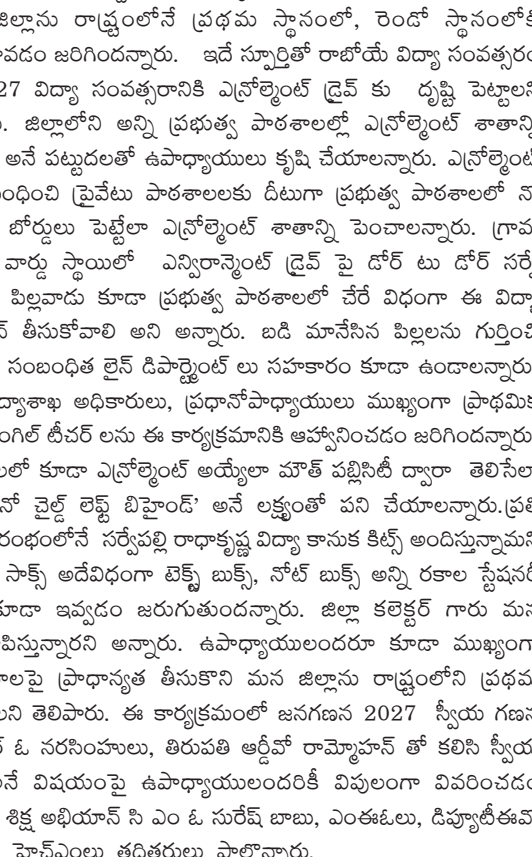 జిల్లాను రాష్ట్రంలోనే ప్రథమ స్థానంలో, రెండో స్థానంలోకి
వడం జరిగిందన్నారు. ఇదే స్ఫూర్తితో రాబోయే విద్యా సంవత్సరం
27 విద్యా సంవత్సరానికి ఎన్రోల్మెంట్ డ్రైవ్ కు దృష్టి పెట్టాలని
. జిల్లాలోని అన్ని ప్రభుత్వ పాఠశాలల్లో ఎన్రోల్మెంట్ శాతాన్ని
అనే పట్టుదలతో ఉపాధ్యాయులు కృషి చేయాలన్నారు. ఎన్రోల్మెంట్
ంధించి ప్రైవేటు పాఠశాలలకు దీటుగా ప్రభుత్వ పాఠశాలలో నో
బోర్డులు పెట్టేలా ఎన్రోల్మెంట్ శాతాన్ని పెంచాలన్నారు. గ్రామ
వార్డు స్థాయిలో ఎన్విరాన్మెంట్ డ్రైవ్ పై డోర్ టు డోర్ సర్వే
పిల్లవాడు కూడా ప్రభుత్వ పాఠశాలలో చేరే విధంగా ఈ విద్యా
న్ తీసుకోవాలి అని అన్నారు. బడి మానేసిన పిల్లలను గుర్తించి
సంబంధిత లైన్ డిపార్ట్మెంట్ లు సహకారం కూడా ఉండాలన్నారు
ద్యాశాఖ అధికారులు, ప్రధానోపాధ్యాయులు ముఖ్యంగా ప్రాథమిక
ంగిల్ టీచర్ లను ఈ కార్యక్రమానికి ఆహ్వానించడం జరిగిందన్నారు
లలో కూడా ఎన్రోల్మెంట్ అయ్యేలా మౌత్ పబ్లిసిటీ ద్వారా తెలిసేలా
నో చైల్డ్ లెఫ్ట్ బిహైండ్’ అనే లక్ష్యంతో పని చేయాలన్నారు.ప్రతి
రంభంలోనే సర్వేపల్లి రాధాకృష్ణ విద్యా కానుక కిట్స్ అందిస్తున్నామని
సాక్స్ అదేవిధంగా టెక్స్ట్ బుక్స్, నోట్ బుక్స్ అన్ని రకాల స్టేషనరీ
కూడా ఇవ్వడం జరుగుతుందన్నారు. జిల్లా కలెక్టర్ గారు మన
పిస్తున్నారని అన్నారు. ఉపాధ్యాయులందరూ కూడా ముఖ్యంగా
లపై ప్రాధాన్యత తీసుకొని మన జిల్లాను రాష్ట్రంలోని ప్రథమ
లని తెలిపారు. ఈ కార్యక్రమంలో జనగణన 2027 స్వీయ గణన
ర్ ఓ నరసింహులు, తిరుపతి ఆర్డీవో రామ్మోహన్ తో కలిసి స్వీయ
నే విషయంపై ఉపాధ్యాయులందరికీ విపులంగా వివరించడం
శిక్ష అభియాన్ సి ఎం ఓ సురేష్ బాబు, ఎంఈఓలు, డిప్యూటీఈవో
హెచ్ఎంలు తదితరులు పాల్గొన్నారు.